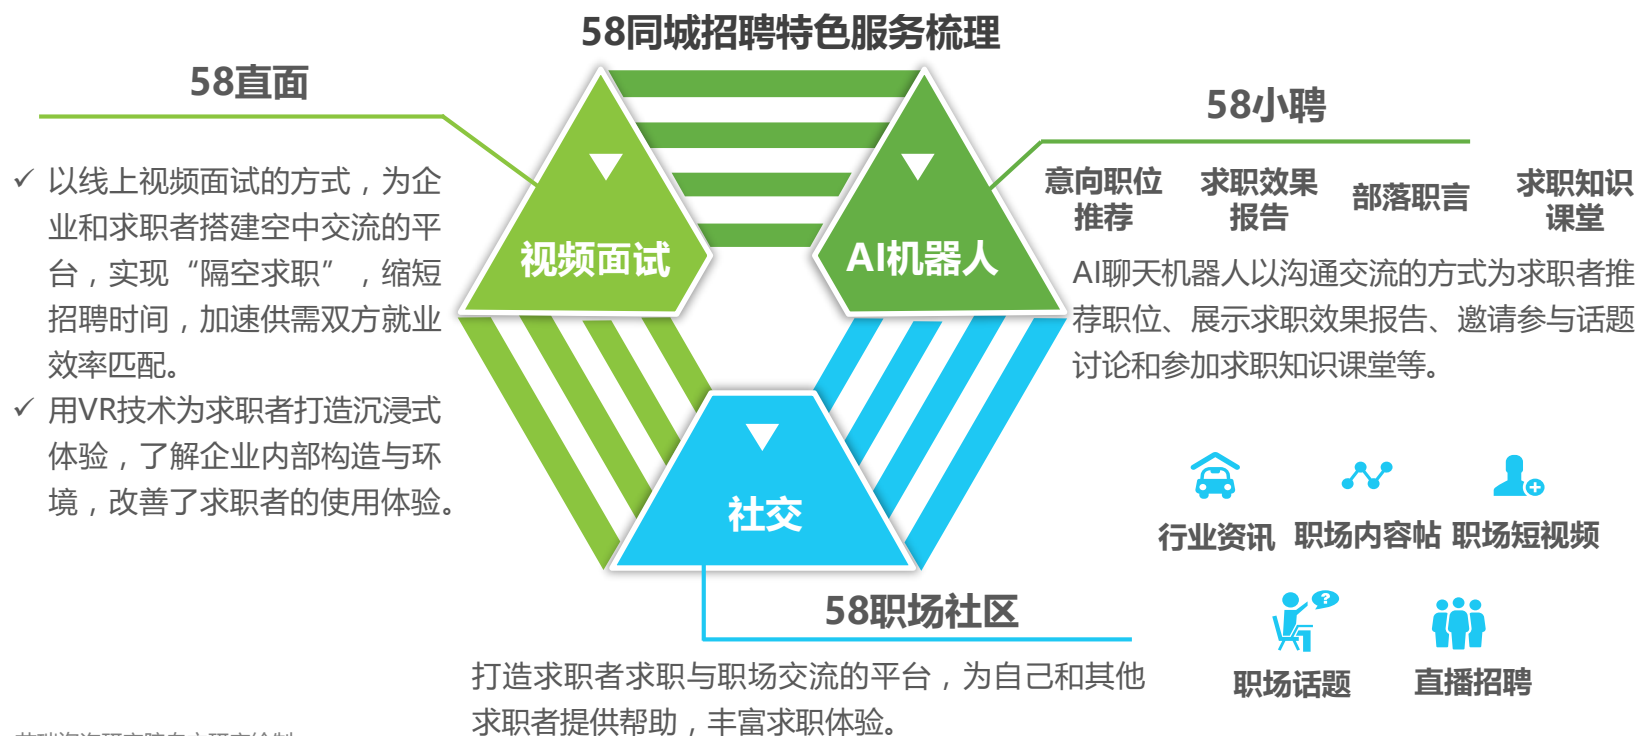 58同城招聘特色服务梳理
58直面
✓ 以线上视频面试的方式，为企
业和求职者搭建空中交流的平
台，实现“隔空求职”，缩短
招聘时间，加速供需双方就业
效率匹配。
✓ 用VR技术为求职者打造沉浸式
体验，了解企业内部构造与环
境，改善了求职者的使用体验。
视频面试
AI机器人
社交
58小聘
意向职位
推荐
求职效果
报告
部落职言
求职知识
课堂
AI聊天机器人以沟通交流的方式为求职者推
荐职位、展示求职效果报告、邀请参与话题
讨论和参加求职知识课堂等。
行业资讯
职场内容帖
职场短视频
?
职场话题
直播招聘
58职场社区
打造求职者求职与职场交流的平台，为自己和其他
求职者提供帮助，丰富求职体验。